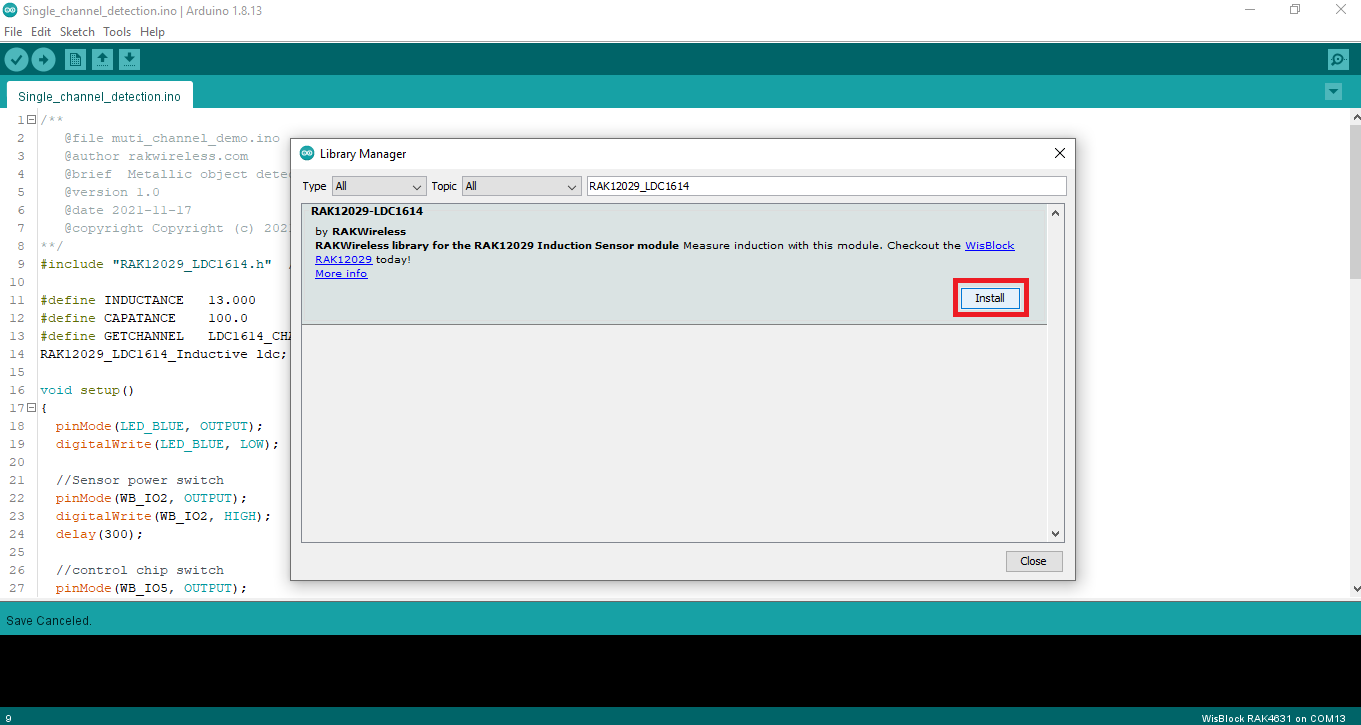 Single_channel_detection.ino | Arduino 1.8.13
File Edit Sketch Tools Help
Single_channel_detection.ino
1 /**
2 @file muti_channel_demo.ino
3 @author rakwireless.com
4 @brief Metallic object dete
5 @version 1.0
6 @date 2021-11-17
7 @copyright Copyright (c) 202
8 **/
9 #include "RAK12029_LDC1614.h" /
10
11 #define INDUCTANCE 13.000
12 #define CAPATANCE 100.0
13 #define GETCHANNEL LDC1614_CHA
14 RAK12029_LDC1614_Inductive ldc;
15
16 void setup()
17 {
18 pinMode(LED_BLUE, OUTPUT);
19 digitalWrite(LED_BLUE, LOW);
20
21 //Sensor power switch
22 pinMode(WB_IO2, OUTPUT);
23 digitalWrite(WB_IO2, HIGH);
24 delay(300);
25
26 //control chip switch
27 pinMode(WB_IO5, OUTPUT);
Library Manager
Type All Topic All RAK12029_LDC1614
RAK12029-LDC1614
by RAKWireless
RAKWireless library for the RAK12029 Induction Sensor module Measure induction with this module. Checkout the WisBlock
RAK12029 today!
More info
Install
Close
Save Canceled.
9 WisBlock RAK4631 on COM13